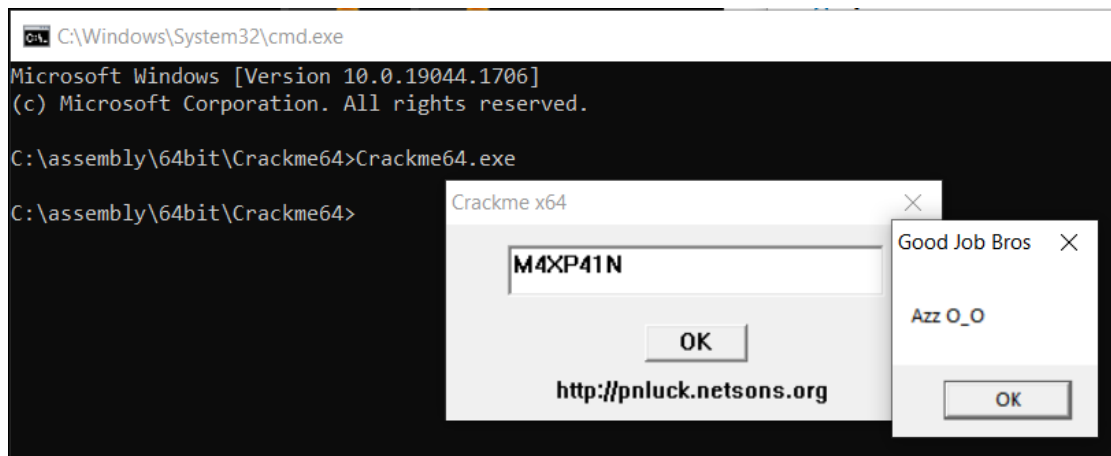 C:\Windows\System32\cmd.exe
Microsoft Windows [Version 10.0.19044.1706]
(c) Microsoft Corporation. All rights reserved.
C:\assembly\64bit\Crackme64>Crackme64.exe
C:\assembly\64bit\Crackme64>
Crackme x64
M4XP41N
OK
http://pnluck.netsons.org
Good Job Bros
Azz O_O
OK